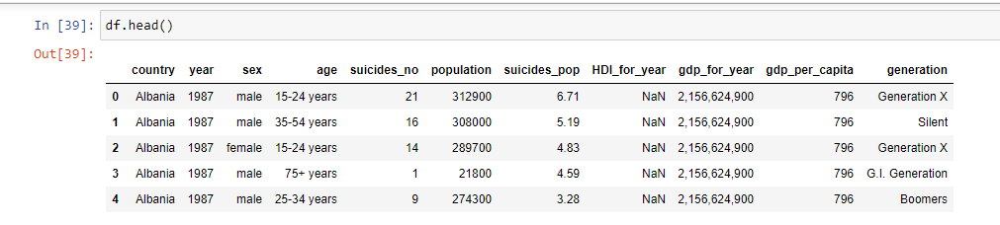 In [39]: df.head()
Out[39]:
country year sex age suicides_no population suicides_pop HDI_for_year gdp_for_year gdp_per_capita generation
0 Albania 1987 male 15-24 years 21 312900 6.71 NaN 2,156,624,900 796 Generation X
1 Albania 1987 male 35-54 years 16 308000 5.19 NaN 2,156,624,900 796 Silent
2 Albania 1987 female 15-24 years 14 289700 4.83 NaN 2,156,624,900 796 Generation X
3 Albania 1987 male 75+ years 1 21800 4.59 NaN 2,156,624,900 796 G.I. Generation
4 Albania 1987 male 25-34 years 9 274300 3.28 NaN 2,156,624,900 796 Boomers